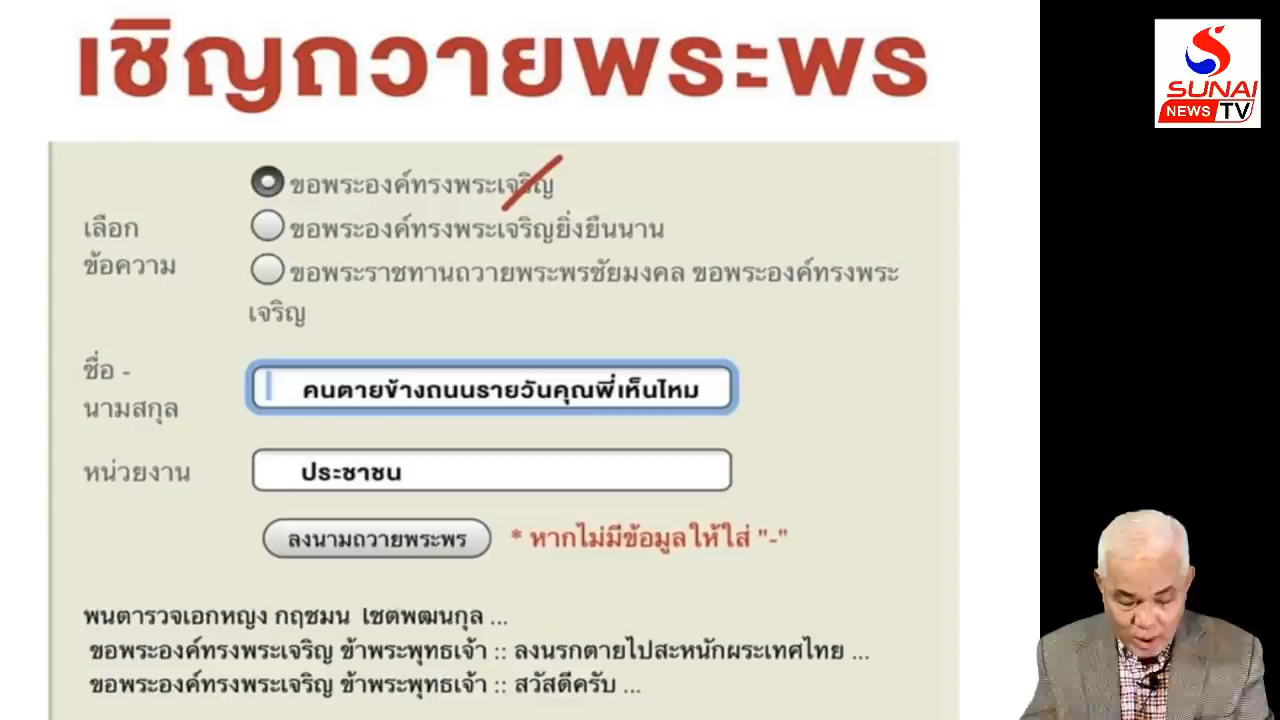 เชิญถวายพระพร
SUNAI
NEWS TV
ขอพระองค์ทรงพระเจริญ
เลือก
ข้อความ
ขอพระองค์ทรงพระเจริญยิ่งยืนนาน
ขอพระราชทานถวายพระพรชัยมงคล ขอพระองค์ทรงพระ
เจริญ
ชื่อ -
นามสกุล
คนตายข้างถนนรายวันคุณพี่เห็นไหม
หน่วยงาน
ประชาชน
ลงนามถวายพระพร
* หากไม่มีข้อมูลให้ใส่ "-"
พนตารวจเอกหญง กฤชมน โชตพฒนกุล ...
ขอพระองค์ทรงพระเจริญ ข้าพระพุทธเจ้า :: ลงนรกตายไปสะหนักผระเทศไทย ...
ขอพระองค์ทรงพระเจริญ ข้าพระพุทธเจ้า :: สวัสดีครับ ...